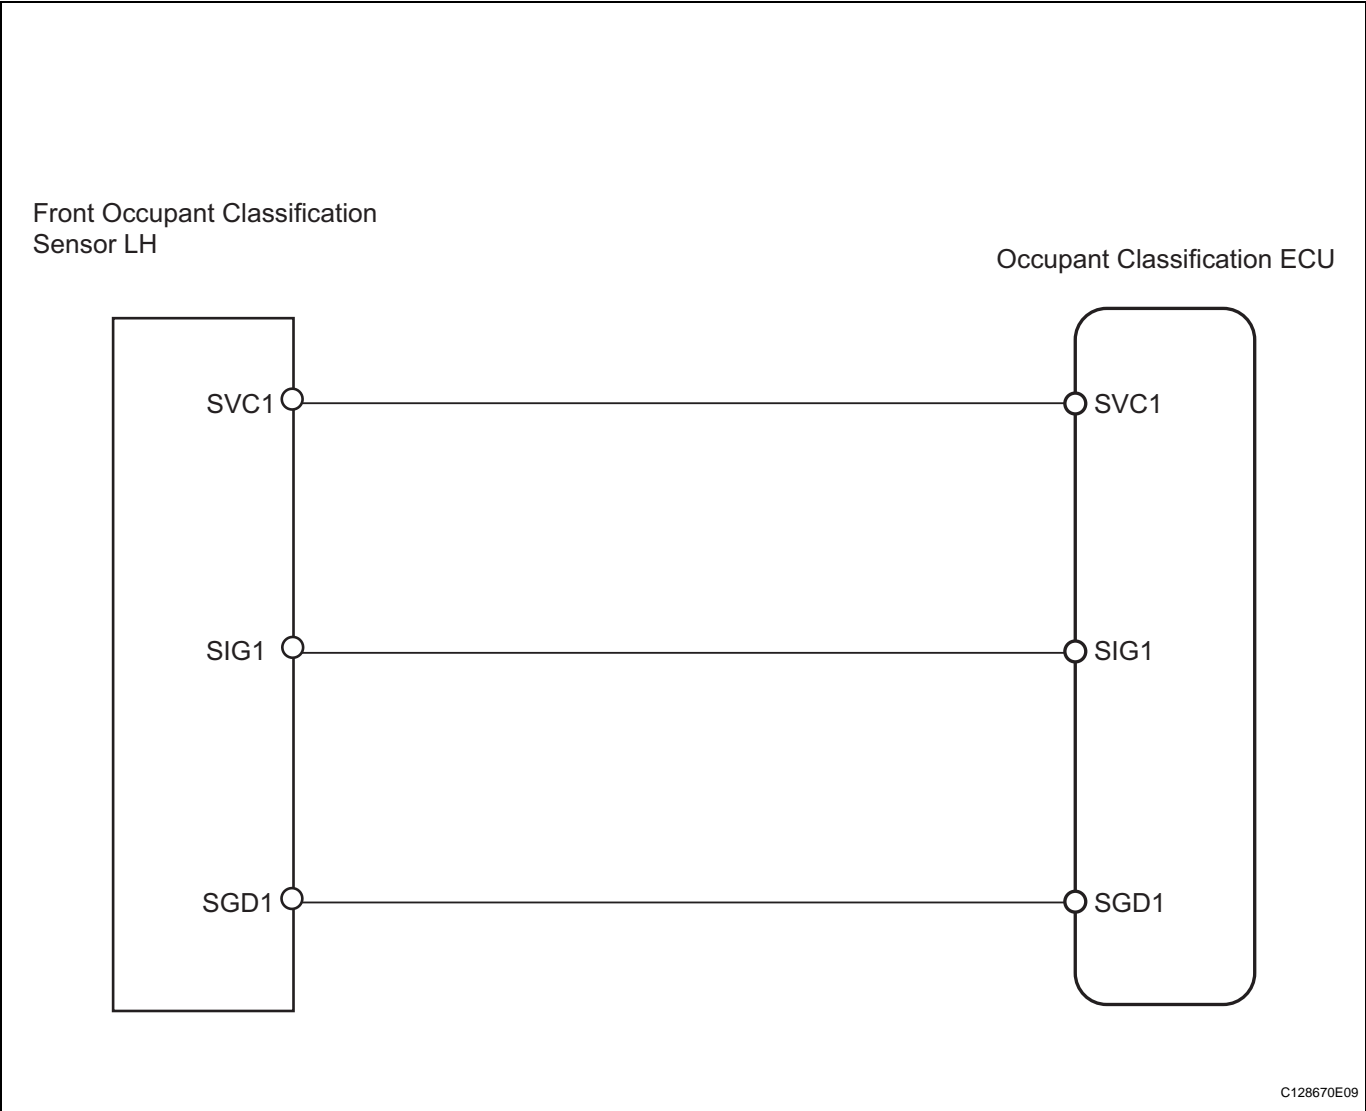 Front Occupant Classification
Sensor LH
Occupant Classification ECU
SVC1
SVC1
SIG1
SIG1
SGD1
SGD1
C128670E09